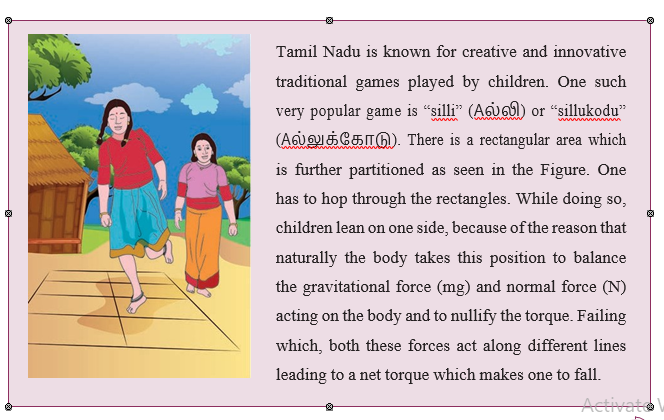 Tamil Nadu is known for creative and innovative
traditional games played by children. One such
very popular game is “silli” (Aல்லி) or “sillukodu”
(Aல்லுக்கோடு). There is a rectangular area which
is further partitioned as seen in the Figure. One
has to hop through the rectangles. While doing so,
children lean on one side, because of the reason that
naturally the body takes this position to balance
the gravitational force (mg) and normal force (N)
acting on the body and to nullify the torque. Failing
which, both these forces act along different lines
leading to a net torque which makes one to fall.
Activate